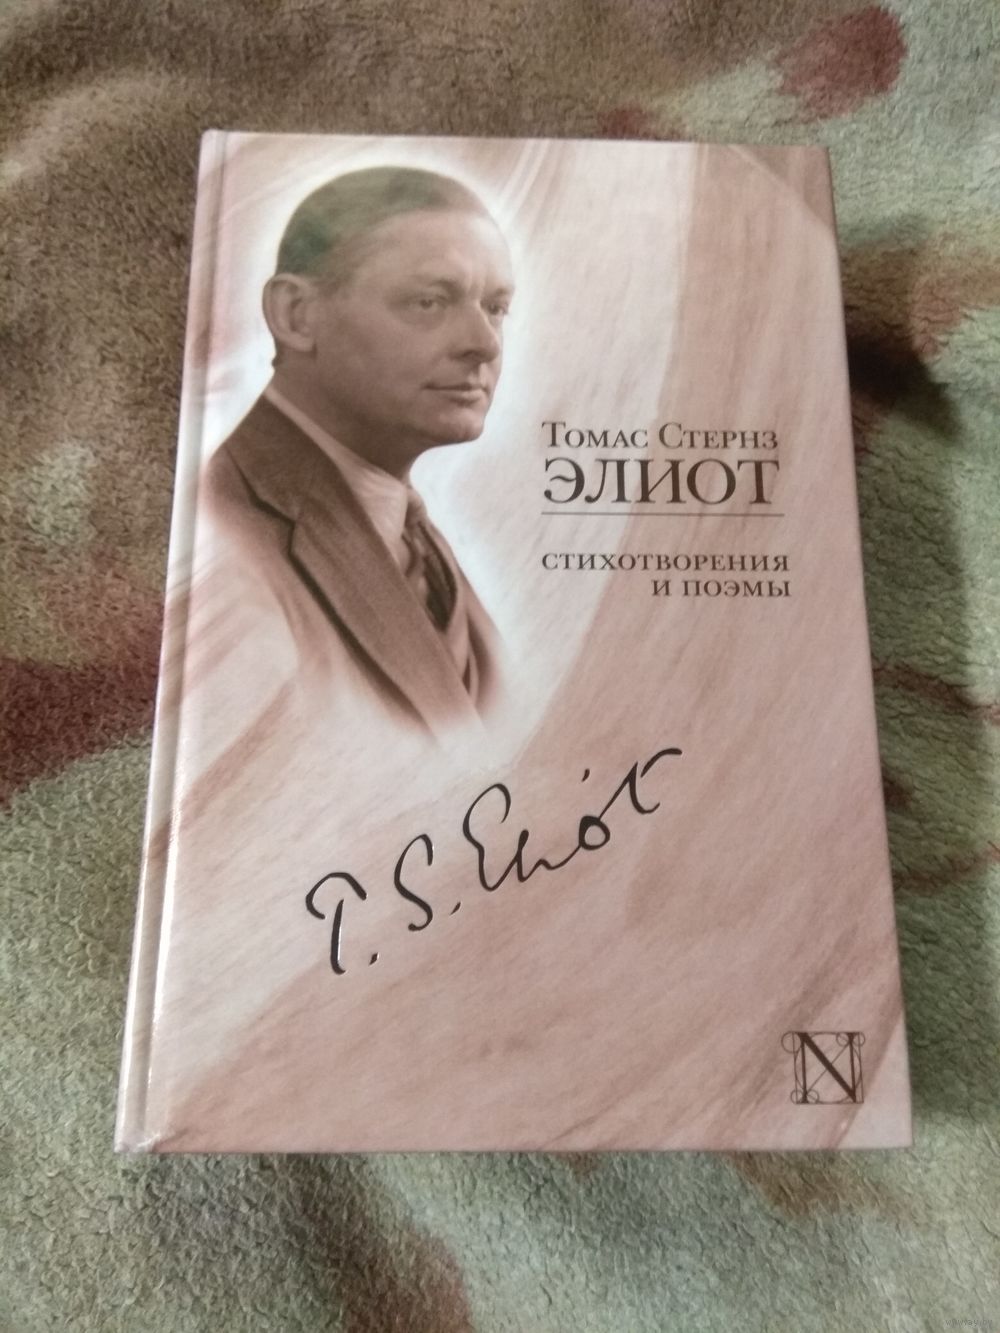 Томас Стернз
ЭЛИОТ
СТИХОТВОРЕНИЯ
И ПОЭМЫ
T. S. Eliot
N